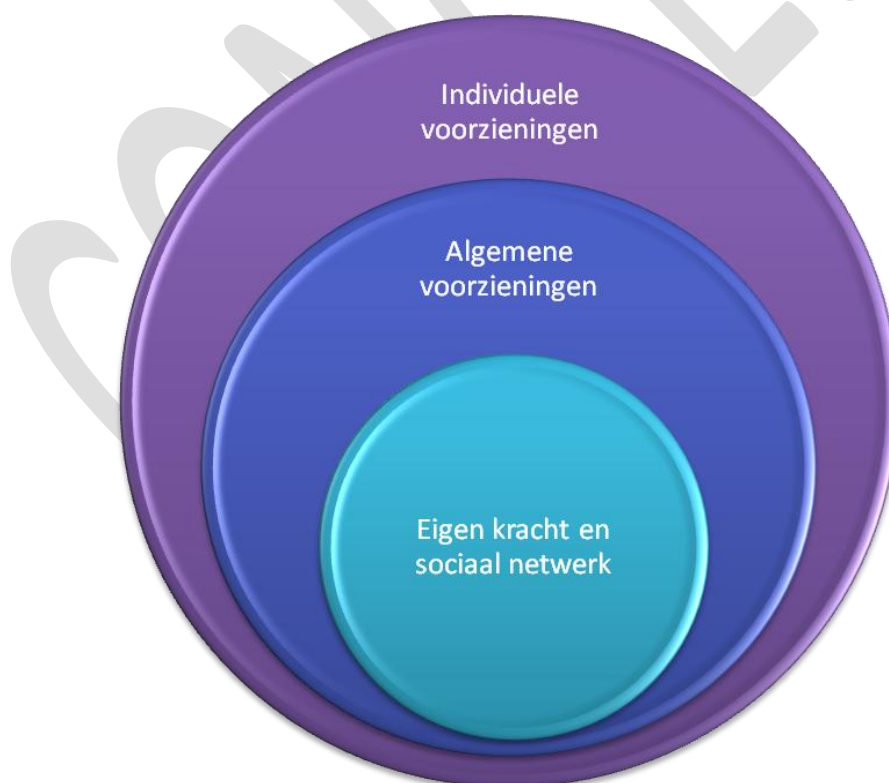 Individuele
voorzieningen
Algemene
voorzieningen
Eigen kracht en
sociaal netwerk